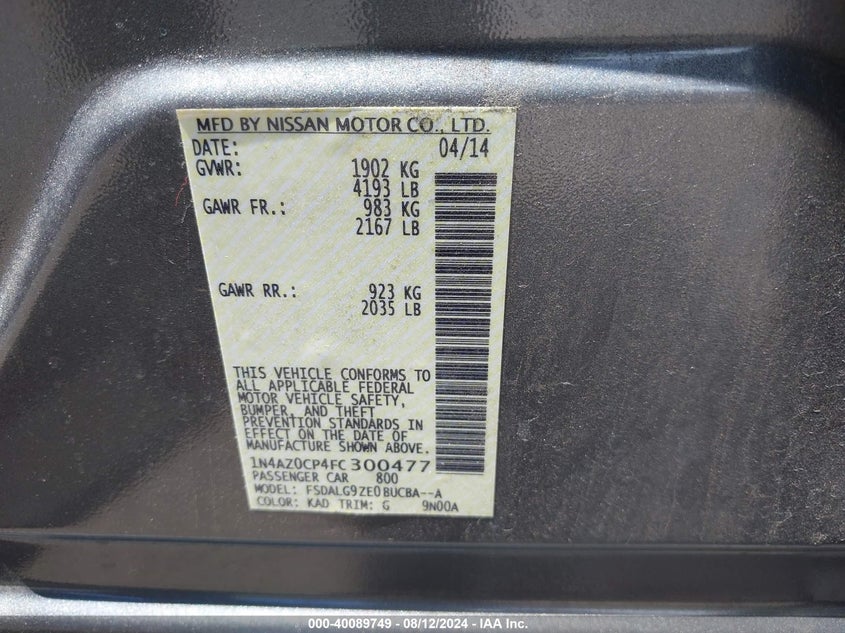 MFD BY NISSAN MOTOR CO., LTD.
DATE: 04/14
GVWR: 1902 KG
4193 LB
GAWR FR.: 983 KG
2167 LB
GAWR RR.: 923 KG
2035 LB
THIS VEHICLE CONFORMS TO
ALL APPLICABLE FEDERAL
MOTOR VEHICLE SAFETY,
BUMPER, AND THEFT
PREVENTION STANDARDS IN
EFFECT ON THE DATE OF
MANUFACTURE SHOWN ABOVE.
1N4AZ0CP4FC300477
PASSENGER CAR 800
MODEL: FSDALG9ZE0BUCBA--A
COLOR: KAD TRIM: G 9N00A
000-40089749 - 08/12/2024 - IAA Inc.